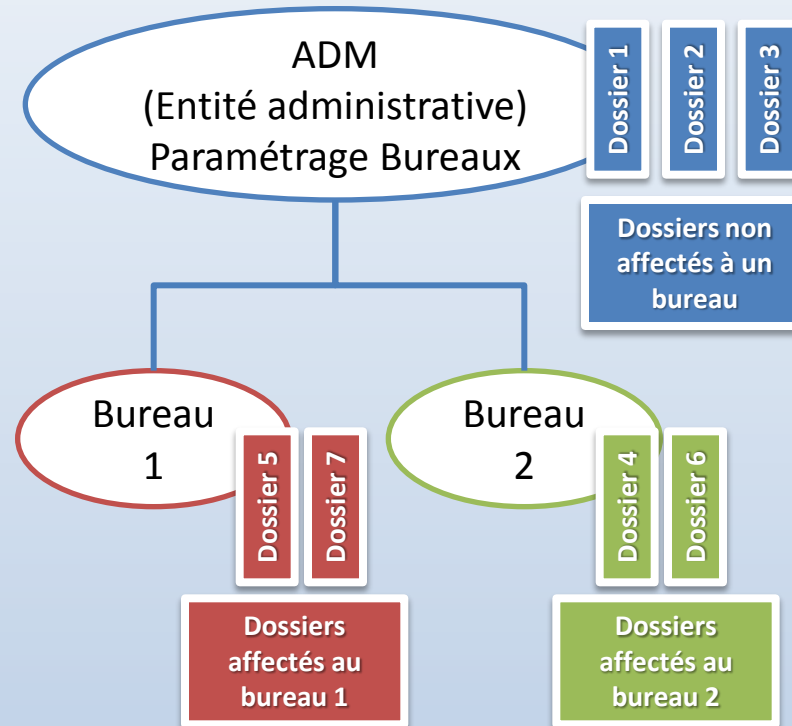 ADM
(Entité administrative)
Paramétrage Bureaux
Dossier 1
Dossier 2
Dossier 3
Dossiers non
affectés à un
bureau
Bureau
1
Dossier 5
Dossier 7
Dossiers
affectés au
bureau 1
Bureau
2
Dossier 4
Dossier 6
Dossiers
affectés au
bureau 2